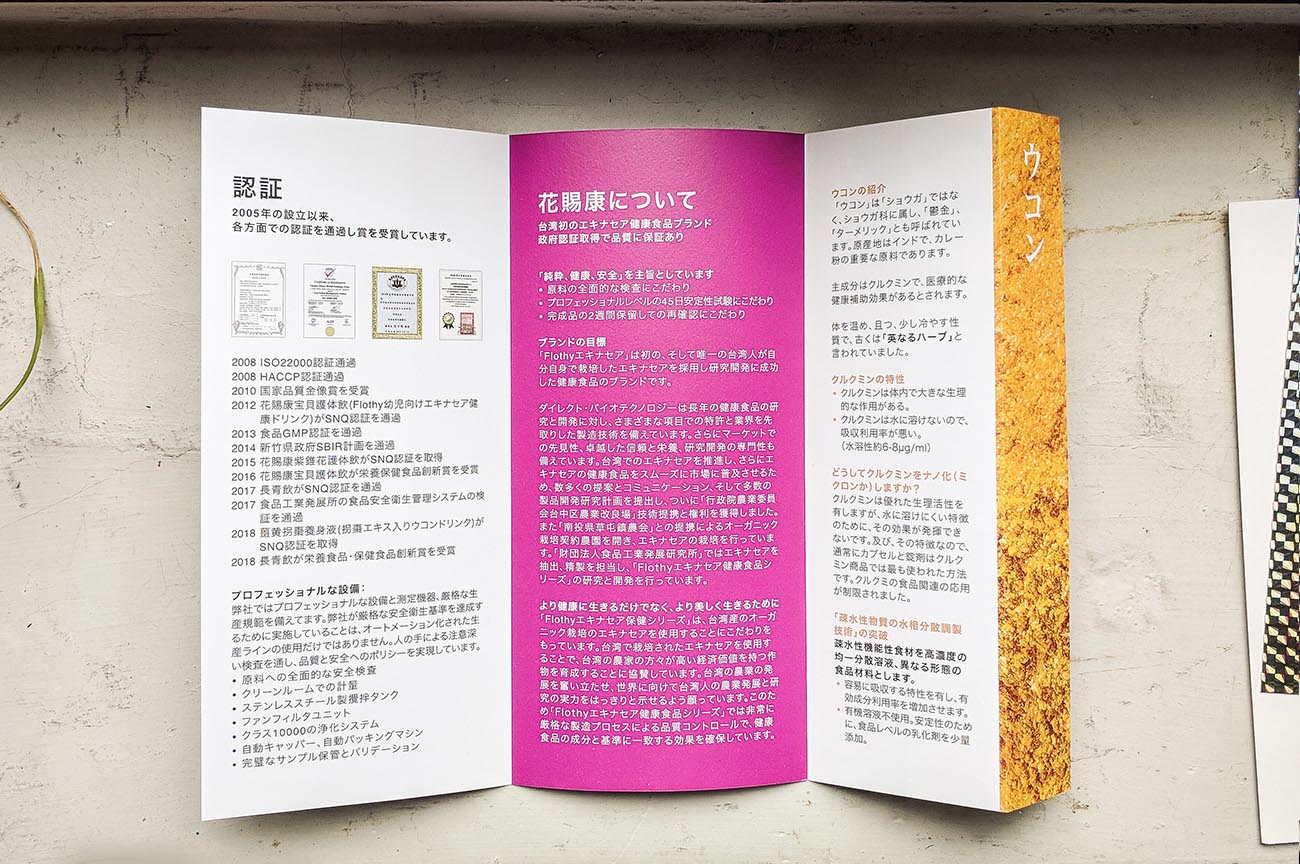 認証
2005年の設立以来、
各方面での認証を通過し賞を受賞しています。
2008 ISO22000認証通過
2008 HACCP認証通過
2010 国家品質金像賞を受賞
2012 花賜康宝貝護体飲(Flothy幼児向けエキナセア健
康ドリンク)がSNQ認証を通過
2013 食品GMP認証を通過
2014 新竹県政府SBIR計画を通過
2015 花賜康紫錐花護体飲がSNQ認証を取得
2016 花賜康宝貝護体飲が栄養保健食品創新賞を受賞
2017 長青飲がSNQ認証を通過
2017 食品工業発展所の食品安全衛生管理システムの検
証を通過
2018 薑黄拐棗養身液(拐棗エキス入りウコンドリンク)が
SNQ認証を取得
2018 長青飲が栄養食品・保健食品創新賞を受賞
プロフェッショナルな設備：
弊社ではプロフェッショナルな設備と測定機器、厳格な生
産規範を備えてます。弊社が厳格な安全衛生基準を達成す
るために実施していることは、オートメーション化された生
産ラインの使用だけではありません。人の手による注意深
い検査を通し、品質と安全へのポリシーを実現しています。
• 原料への全面的な安全検査
• クリーンルームでの計量
• ステンレススチール製攪拌タンク
• ファンフィルタユニット
• クラス10000の浄化システム
• 自動キャッパー、自動パッキングマシン
• 完璧なサンプル保管とバリデーション
花賜康について
台湾初のエキナセア健康食品ブランド
政府認証取得で品質に保証あり
「純粋、健康、安全」を主旨としています
• 原料の全面的な検査にこだわり
• プロフェッショナルレベルの45日安定性試験にこだわり
• 完成品の2週間保留しての再確認にこだわり
ブランドの目標
「Flothyエキナセア」は初の、そして唯一の台湾人が自
分自身で栽培したエキナセアを採用し研究開発に成功
した健康食品のブランドです。
ダイレクト・バイオテクノロジーは長年の健康食品の研
究と開発に対し、さまざまな項目での特許と業界を先
取りした製造技術を備えています。さらにマーケットで
の先見性、卓越した信頼と栄養、研究開発の専門性も
備えています。台湾でのエキナセアを推進し、さらにエ
キナセアの健康食品をスムーズに市場に普及させるた
め、数多くの提案とコミュニケーション、そして多数の
製品開発研究計画を提出し、ついに「行政院農業委員
会台中区農業改良場」技術提携と権利を獲得しました。
また「南投県草屯鎮農会」との提携によるオーガニック
栽培契約農園を開き、エキナセアの栽培を行っていま
す。「財団法人食品工業発展研究所」ではエキナセアを
抽出、精製を担当し、「Flothyエキナセア健康食品シ
リーズ」の研究と開発を行っています。
より健康に生きるだけでなく、より美しく生きるために
「Flothyエキナセア保健シリーズ」は、台湾産のオーガ
ニック栽培のエキナセアを使用することにこだわりを
もっています。台湾で栽培されたエキナセアを使用す
ることで、台湾の農家の方々が高い経済価値を持つ作
物を育成することに協賛しています。台湾の農業の発
展を奮い立たせ、世界に向けて台湾人の農業発展と研
究の実力をはっきりと示せるよう願っています。このた
め「Flothyエキナセア健康食品シリーズ」では非常に
厳格な製造プロセスによる品質コントロールで、健康
食品の成分と基準に一致する効果を確保しています。
ウコンの紹介
「ウコン」は「ショウガ」ではな
く、ショウガ科に属し、「鬱金」、
「ターメリック」とも呼ばれてい
ます。原産地はインドで、カレー
粉の重要な原料であります。
主成分はクルクミンで、医療的な
健康補助効果があるとされます。
体を温め、且つ、少し冷やす性
質で、古くは「英なるハーブ」と
言われていました。
クルクミンの特性
• クルクミンは体内で大きな生理
的な作用がある。
• クルクミンは水に溶けないので、
吸収利用率が悪い。
(水溶性約6-8μg/ml)
どうしてクルクミンをナノ化(ミ
クロンか)しますか？
クルクミンは優れた生理活性を
有しますが、水に溶けにくい特徴
のために、その効果が発揮でき
ないです。及び、その特徴なので、
通常にカプセルと錠剤はクルク
ミン商品では最も使われた方法
です。クルクミの食品関連の応用
が制限されました。
「疎水性物質の水相分散調製
技術」の突破
疎水性機能性食材を高濃度の
均一分散溶液、異なる形態の
食品材料とします。
• 容易に吸収する特性を有し、有
効成分利用率を増加させます。
• 有機溶液不使用。安定性のため
に、食品レベルの乳化剤を少量
添加。
ウコン